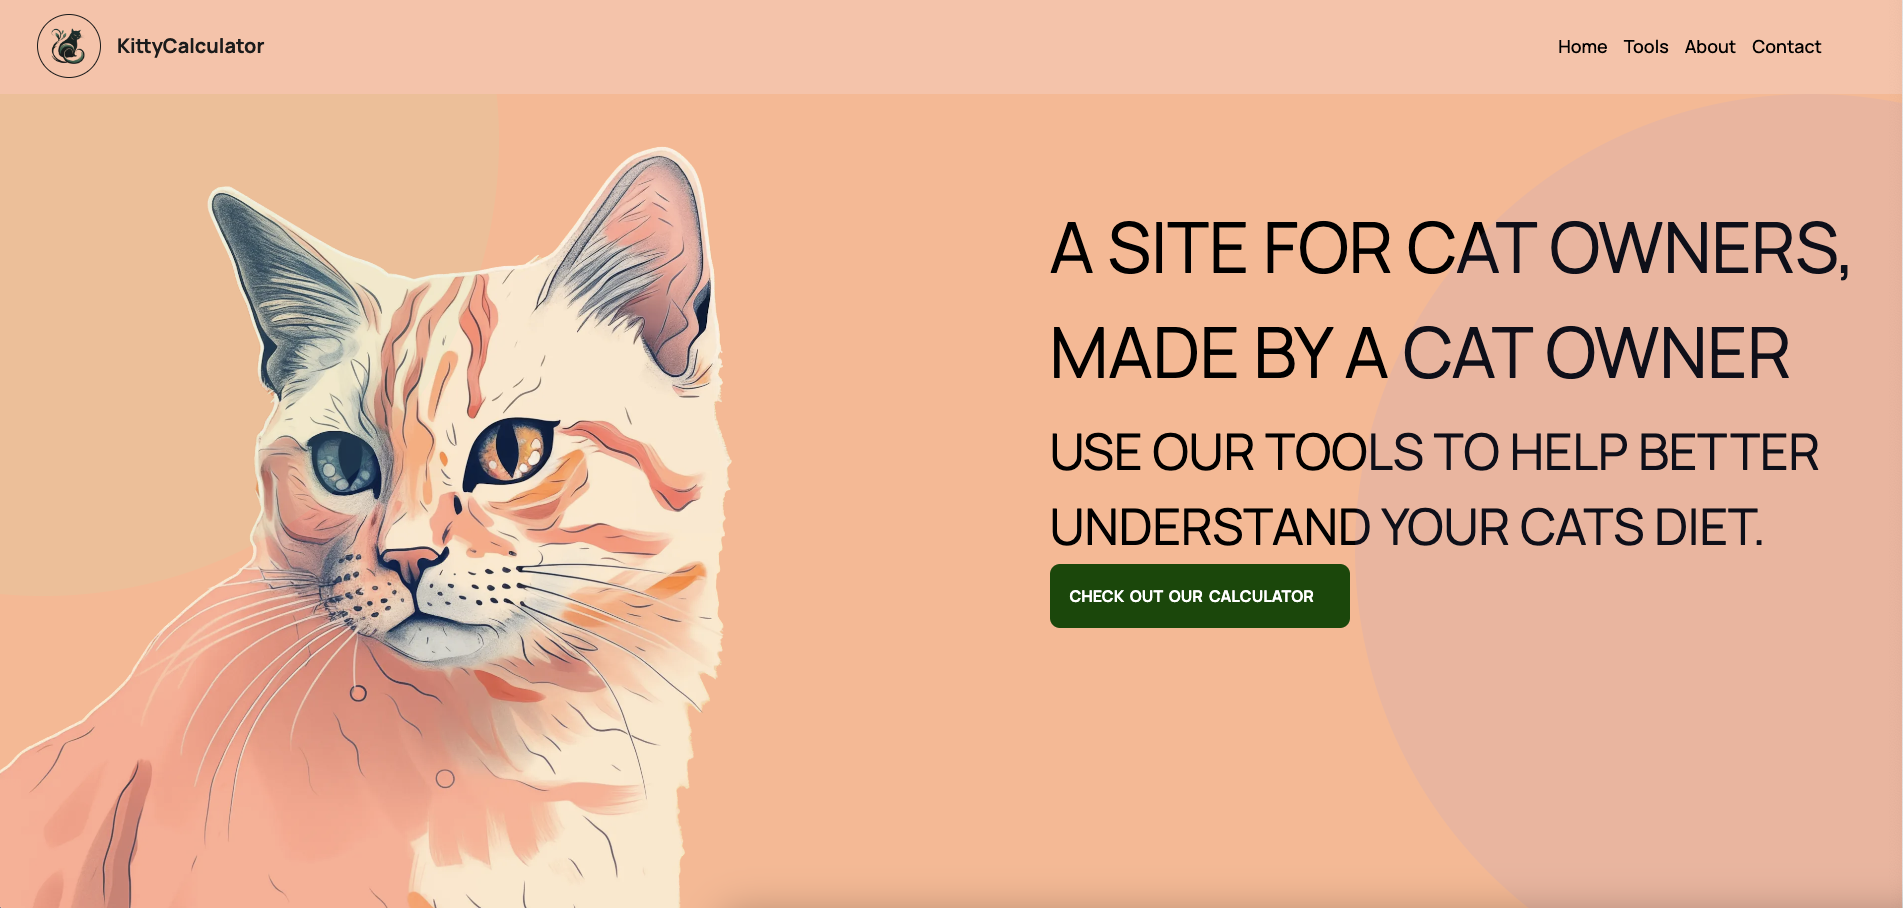 KittyCalculator
Home Tools About Contact
A SITE FOR CAT OWNERS,
MADE BY A CAT OWNER
USE OUR TOOLS TO HELP BETTER
UNDERSTAND YOUR CATS DIET.
CHECK OUT OUR CALCULATOR